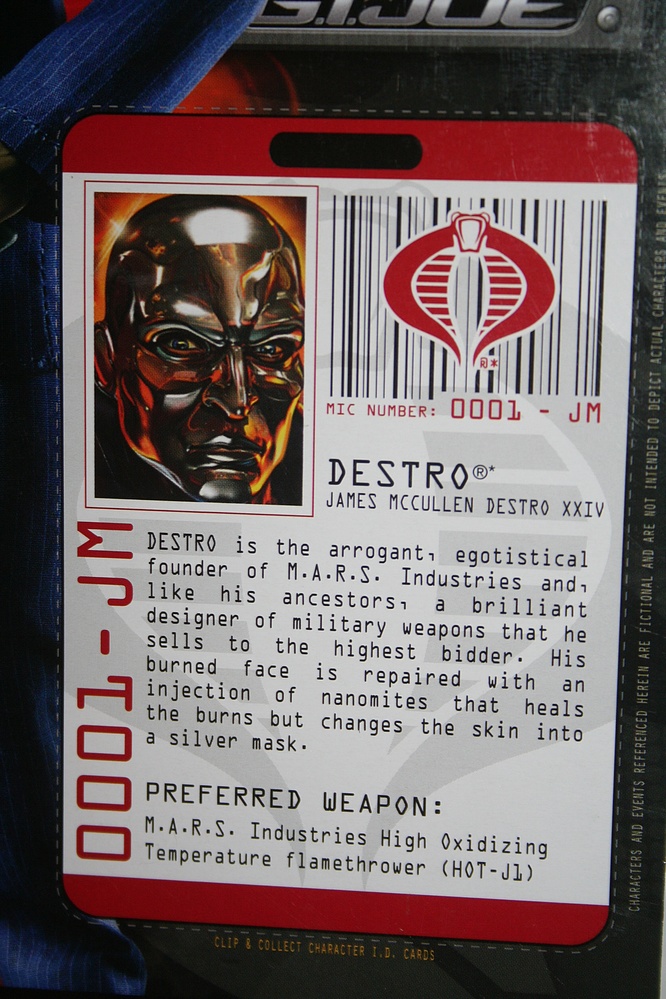 G.I.JOE
®*
MIC NUMBER: 0001 - JM
DESTRO®*
JAMES MCCULLEN DESTRO XXIV
0001-JM
DESTRO is the arrogant, egotistical
founder of M.A.R.S. Industries and,
like his ancestors, a brilliant
designer of military weapons that he
sells to the highest bidder. His
burned face is repaired with an
injection of nanomites that heals
the burns but changes the skin into
a silver mask.
PREFERRED WEAPON:
M.A.R.S. Industries High Oxidizing
Temperature flamethrower (HOT-J1)
CLIP & COLLECT CHARACTER I.D. CARDS
CHARACTERS AND EVENTS REFERENCED HEREIN ARE FICTIONAL AND ARE NOT INTENDED TO DEPICT ACTUAL CHARACTERS AND EVENTS